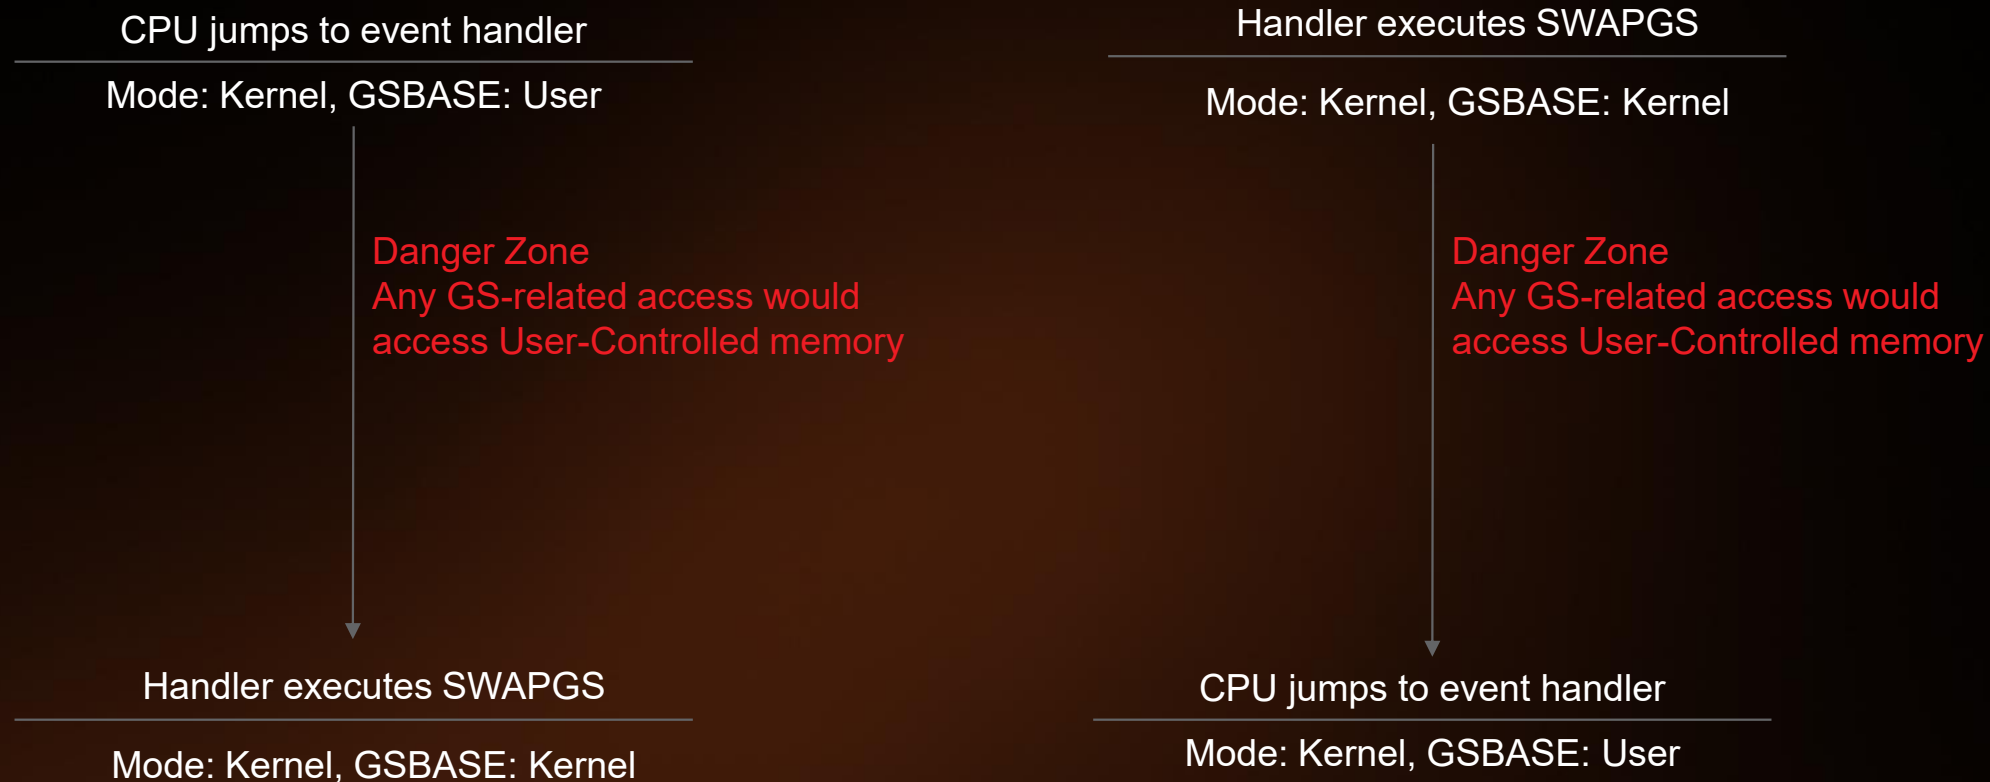 CPU jumps to event handler
Mode: Kernel, GSBASE: User
Danger Zone
Any GS-related access would
access User-Controlled memory
Handler executes SWAPGS
Mode: Kernel, GSBASE: Kernel
Handler executes SWAPGS
Mode: Kernel, GSBASE: Kernel
Danger Zone
Any GS-related access would
access User-Controlled memory
CPU jumps to event handler
Mode: Kernel, GSBASE: User